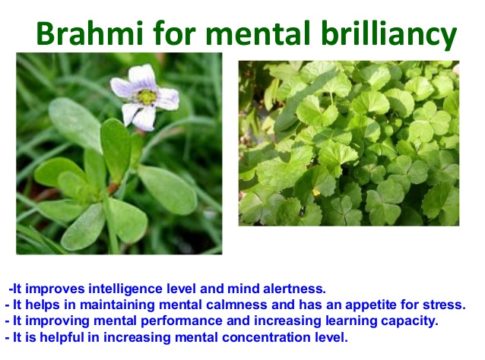 Brahmi for mental brilliancy
-It improves intelligence level and mind alertness.
- It helps in maintaining mental calmness and has an appetite for stress.
- It improving mental performance and increasing learning capacity.
- It is helpful in increasing mental concentration level.